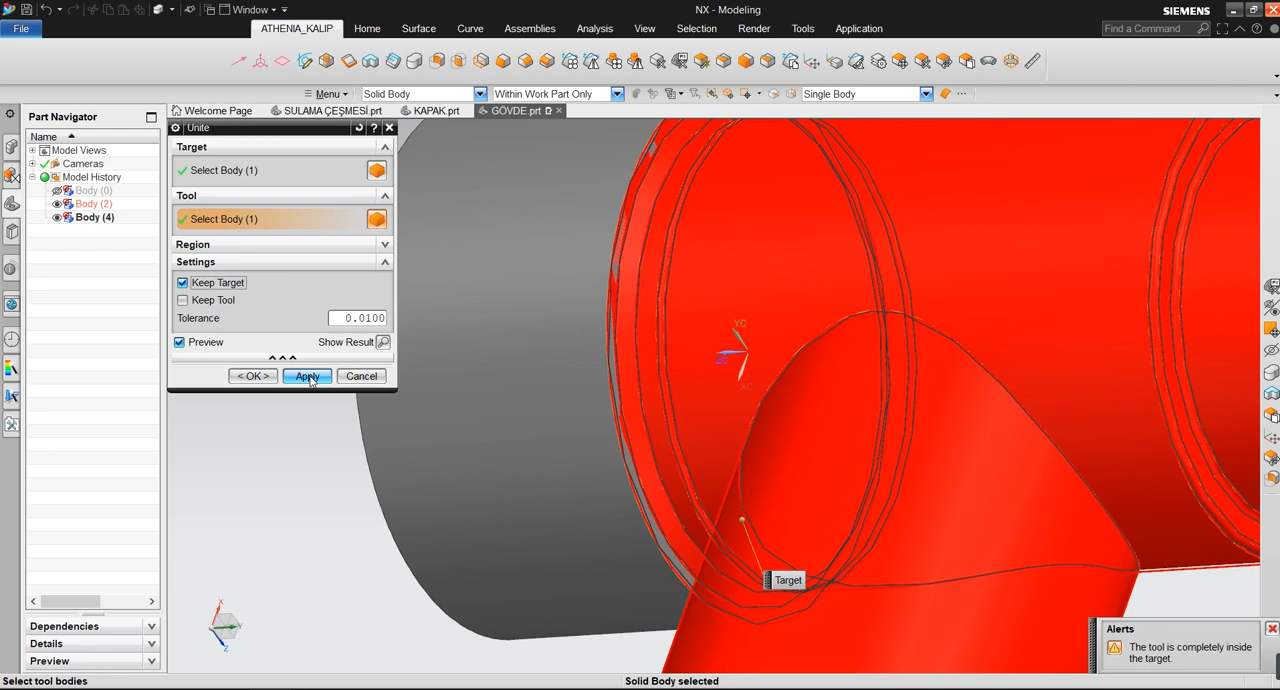 Window
NX - Modeling
SIEMENS
File
ATHENIA_KALIP
Home
Surface
Curve
Assemblies
Analysis
View
Selection
Render
Tools
Application
Find a Command
Menu
Solid Body
Within Work Part Only
Single Body
Part Navigator
Welcome Page
SULAMA ÇEŞMESİ.prt
KAPAK.prt
GÖVDE.prt
Name
Model Views
Cameras
Model History
Body (0)
Body (2)
Body (4)
Unite
Target
Select Body (1)
Tool
Select Body (1)
Region
Settings
Keep Target
Keep Tool
Tolerance
0.0100
Preview
Show Result
< OK >
Apply
Cancel
YC
ZC
XC
Target
X
Y
Z
Dependencies
Details
Preview
Alerts
The tool is completely inside
the target.
Select tool bodies
Solid Body selected